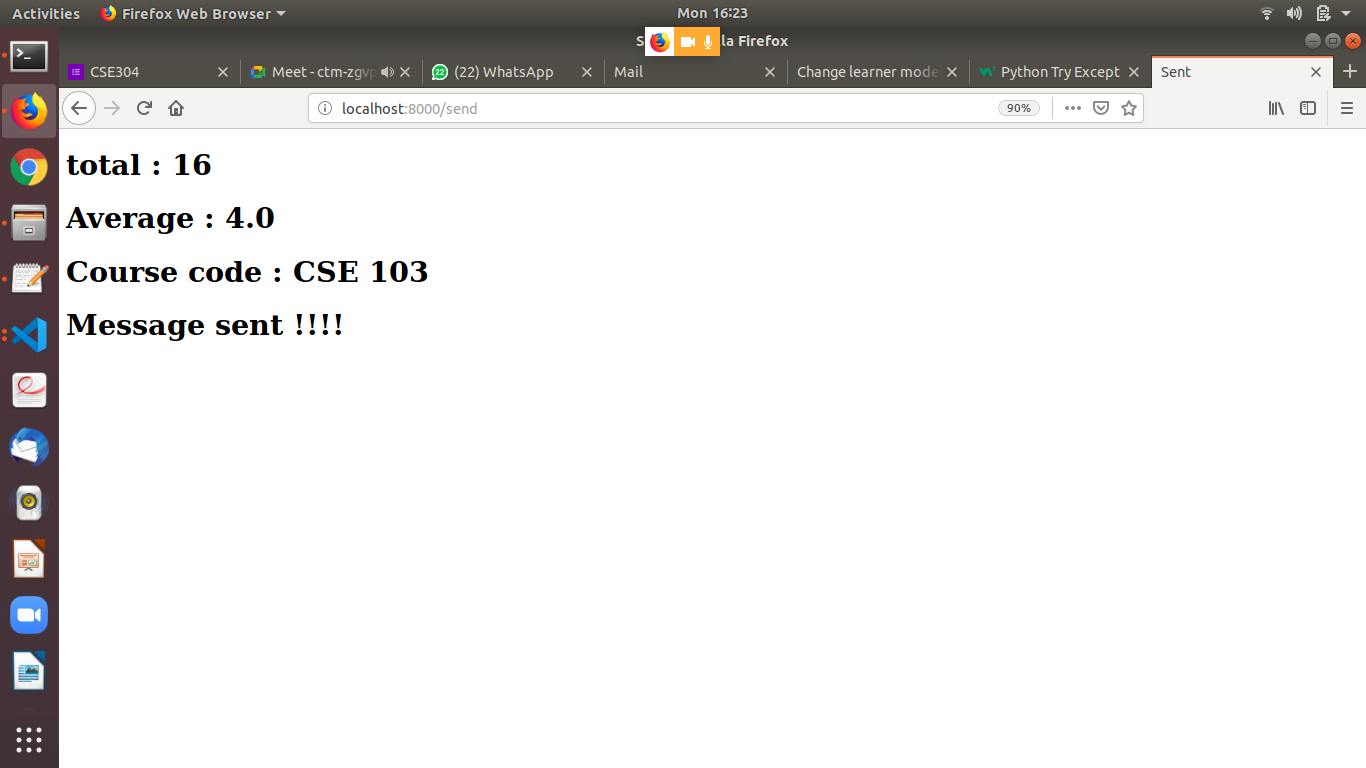 Activities
Firefox Web Browser
Mon 16:23
la Firefox
CSE304
Meet - ctm-zgvp
22
(22) WhatsApp
Mail
Change learner mode
Python Try Except
Sent
localhost:8000/send
90%
total : 16
Average : 4.0
Course code : CSE 103
Message sent !!!!